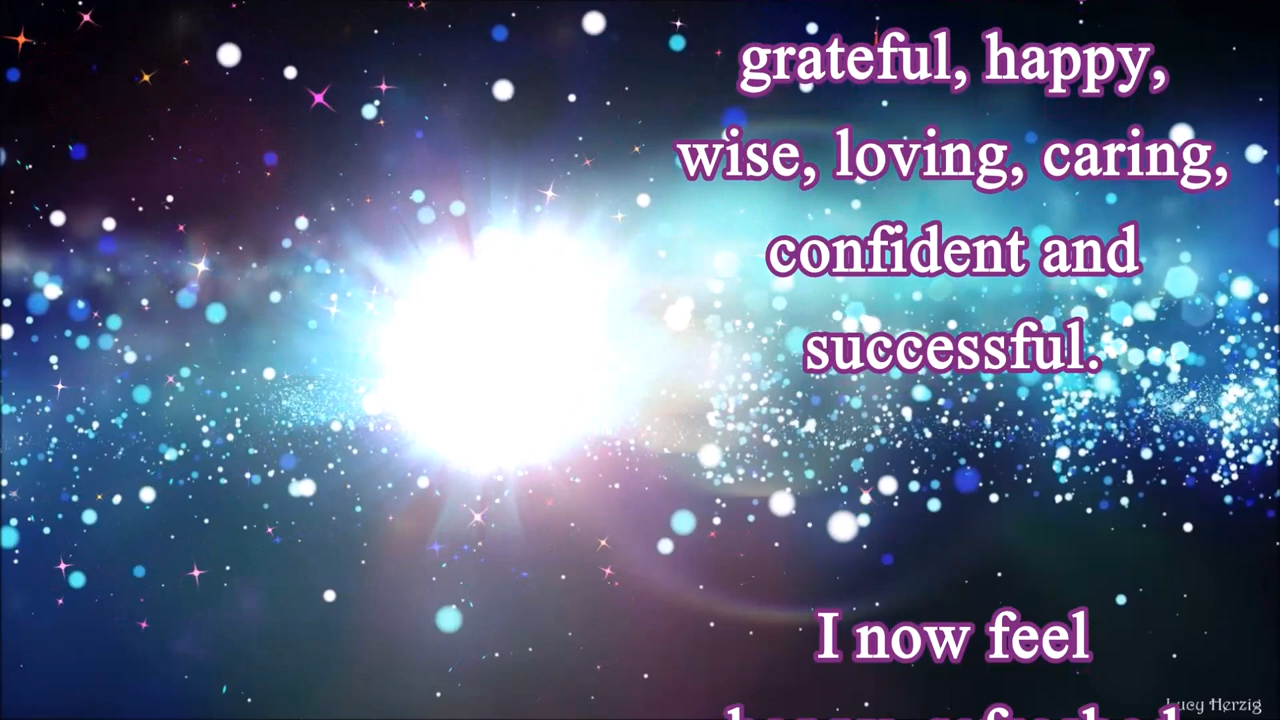 grateful, happy,
wise, loving, caring,
confident and
successful.
I now feel
Lucy Herzig